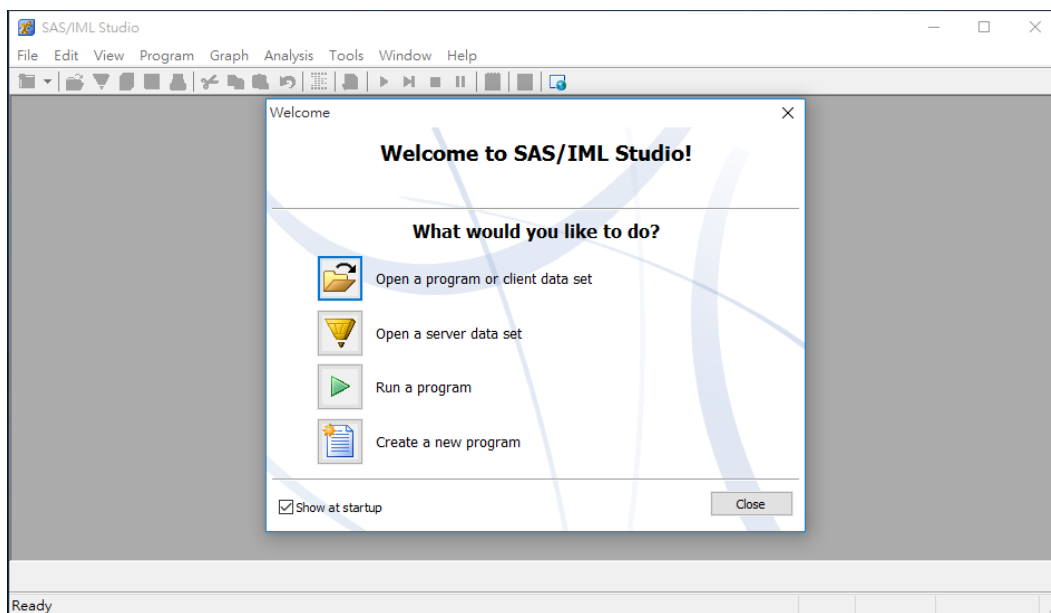 SAS/IML Studio
File Edit View Program Graph Analysis Tools Window Help
Welcome
Welcome to SAS/IML Studio!
What would you like to do?
Open a program or client data set
Open a server data set
Run a program
Create a new program
Show at startup
Close
Ready